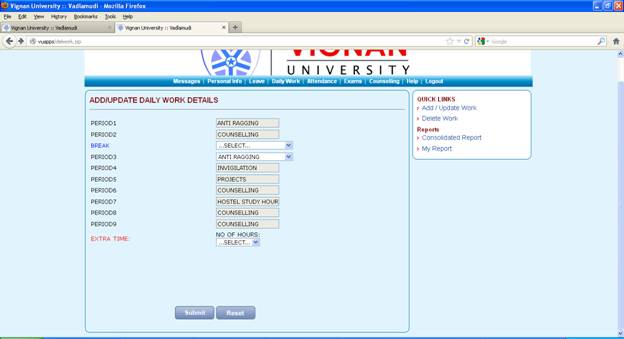 Vignan University :: Vadlamudi - Mozilla Firefox
File Edit View History Bookmarks Tools Help
Vignan University :: Vadlamudi × Vignan University :: Vadlamudi × +
Google
VIGNAN
UNIVERSITY
Messages | Personal Info | Leave | Daily Work | Attendance | Exams | Counselling | Help | Logout
ADD/UPDATE DAILY WORK DETAILS
PERIOD1 ANTI RAGGING
PERIOD2 COUNSELLING
BREAK ...SELECT...
PERIOD3 ANTI RAGGING
PERIOD4 INVIGILATION
PERIOD5 PROJECTS
PERIOD6 COUNSELLING
PERIOD7 HOSTEL STUDY HOUR
PERIOD8 COUNSELLING
PERIOD9 COUNSELLING
EXTRA TIME: NO OF HOURS:
...SELECT...
Submit Reset
QUICK LINKS
Add / Update Work
Delete Work
Reports
Consolidated Report
My Report